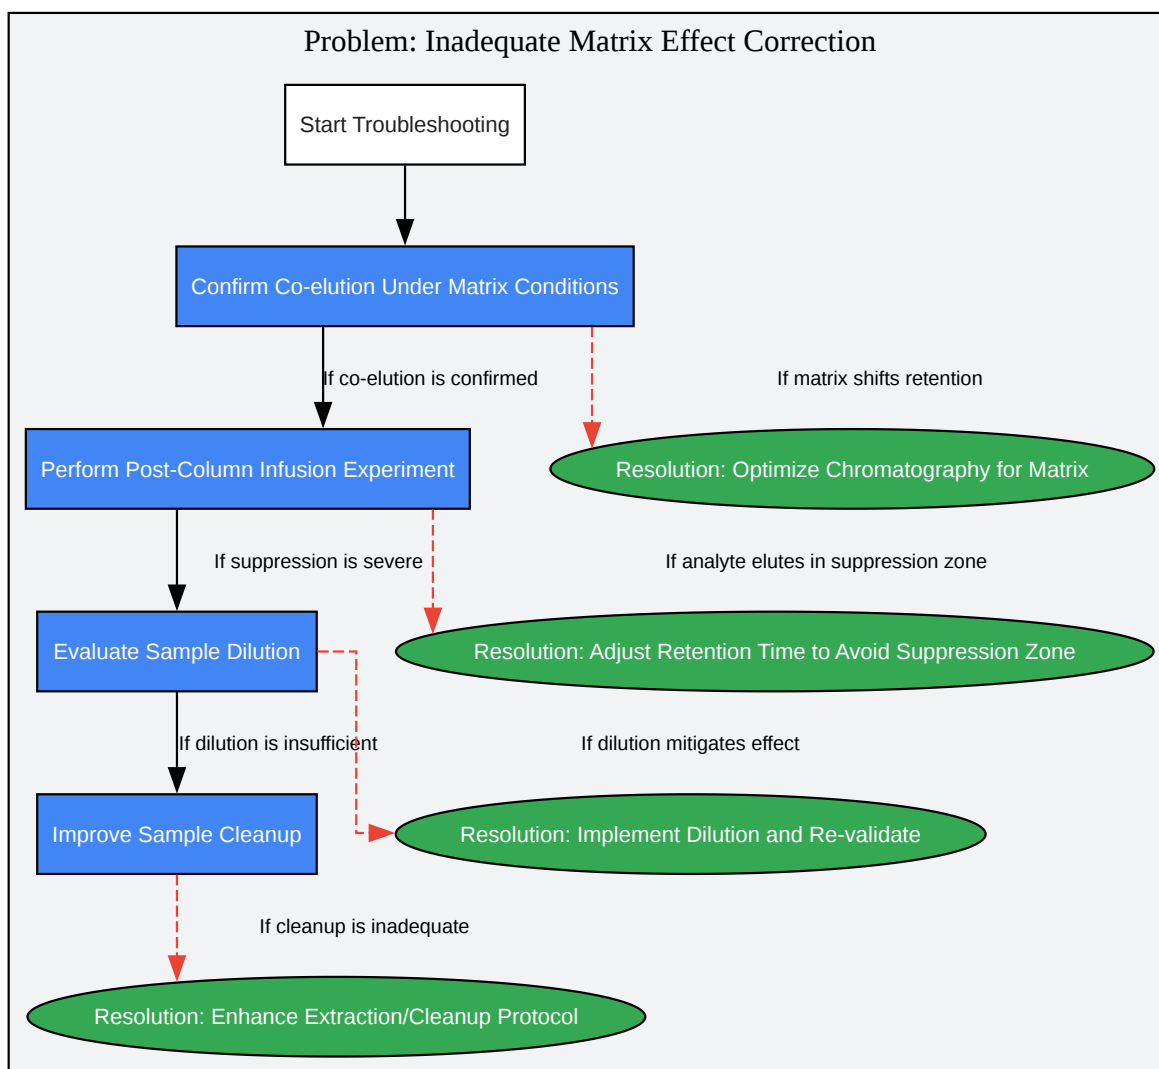 Problem: Inadequate Matrix Effect Correction
Start Troubleshooting
Confirm Co-elution Under Matrix Conditions
If co-elution is confirmed
If matrix shifts retention
Perform Post-Column Infusion Experiment
Resolution: Optimize Chromatography for Matrix
If suppression is severe
If analyte elutes in suppression zone
Evaluate Sample Dilution
Resolution: Adjust Retention Time to Avoid Suppression Zone
If dilution is insufficient
If dilution mitigates effect
Improve Sample Cleanup
Resolution: Implement Dilution and Re-validate
If cleanup is inadequate
Resolution: Enhance Extraction/Cleanup Protocol